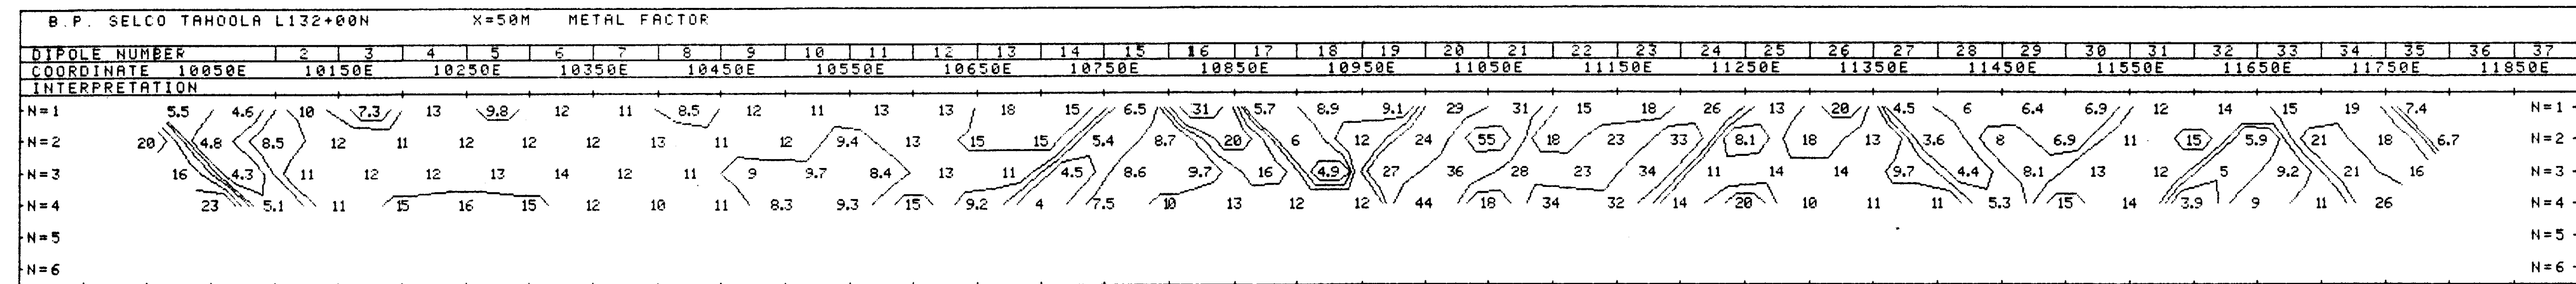 B.P. SELCO TAHOOLA L132+00N X=50M METAL FACTOR
DIPOLE NUMBER 2 3 4 5 6 7 8 9 10 11 12 13 14 15 16 17 18 19 20 21 22 23 24 25 26 27 28 29 30 31 32 33 34 35 36 37
COORDINATE 10050E 10150E 10250E 10350E 10450E 10550E 10650E 10750E 10850E 10950E 11050E 11150E 11250E 11350E 11450E 11550E 11650E 11750E 11850E
INTERPRETATION
N=1 5.5 4.6 10 7.3 13 9.8 12 11 8.5 12 11 13 13 18 15 6.5 31 5.7 8.9 9.1 29 31 15 18 26 13 20 4.5 6 6.4 6.9 12 14 15 19 7.4 N=1
N=2 20 4.8 8.5 12 11 12 12 12 13 11 12 9.4 13 15 15 5.4 8.7 20 6 12 24 55 18 23 33 8.1 18 13 3.6 8 6.9 11 15 5.9 21 18 6.7 N=2
N=3 16 4.3 11 12 12 13 14 12 11 9 9.7 8.4 13 11 4.5 8.6 9.7 16 4.9 27 36 28 23 34 11 14 14 9.7 4.4 8.1 13 12 5 9.2 21 16 N=3
N=4 23 5.1 11 15 16 15 12 10 11 8.3 9.3 15 9.2 4 7.5 10 13 12 12 44 18 34 32 14 20 10 11 11 5.3 15 14 3.9 9 11 26 N=4
N=5 N=5
N=6 N=6